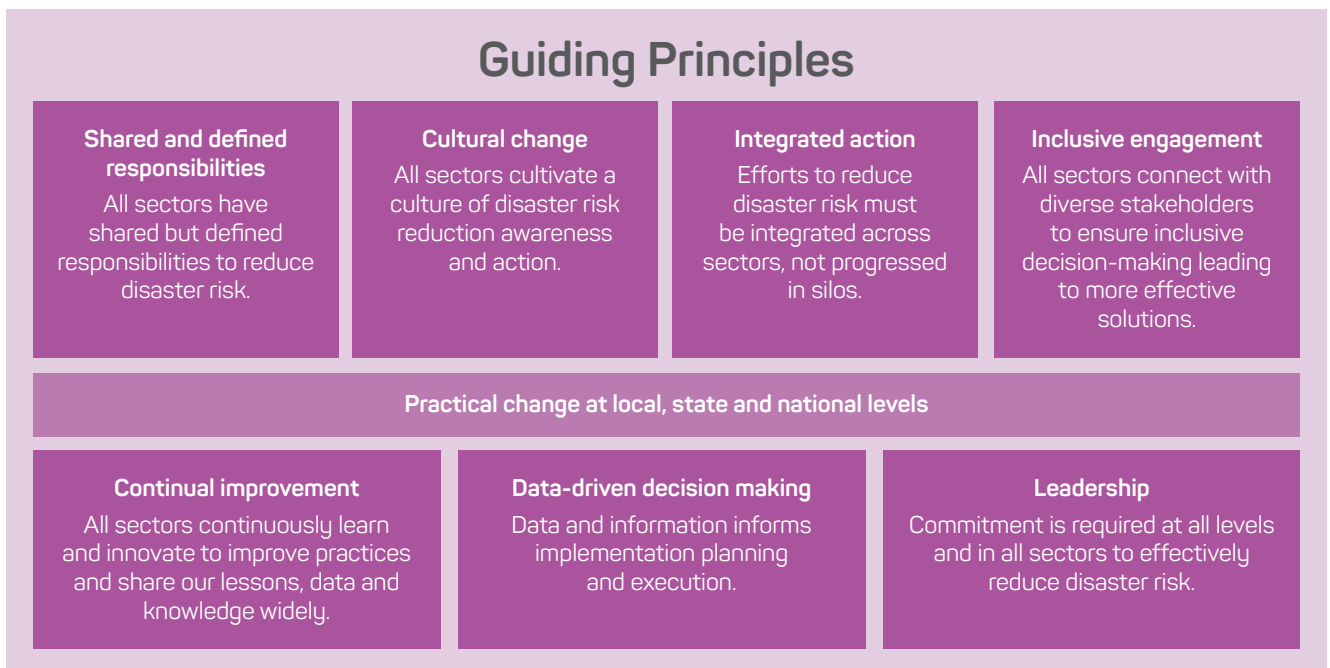 Guiding Principles
Shared and defined
responsibilities
All sectors have
shared but defined
responsibilities to reduce
disaster risk.
Cultural change
All sectors cultivate a
culture of disaster risk
reduction awareness
and action.
Integrated action
Efforts to reduce
disaster risk must
be integrated across
sectors, not progressed
in silos.
Inclusive engagement
All sectors connect with
diverse stakeholders
to ensure inclusive
decision-making leading
to more effective
solutions.
Practical change at local, state and national levels
Continual improvement
All sectors continuously learn
and innovate to improve practices
and share our lessons, data and
knowledge widely.
Data-driven decision making
Data and information informs
implementation planning
and execution.
Leadership
Commitment is required at all levels
and in all sectors to effectively
reduce disaster risk.